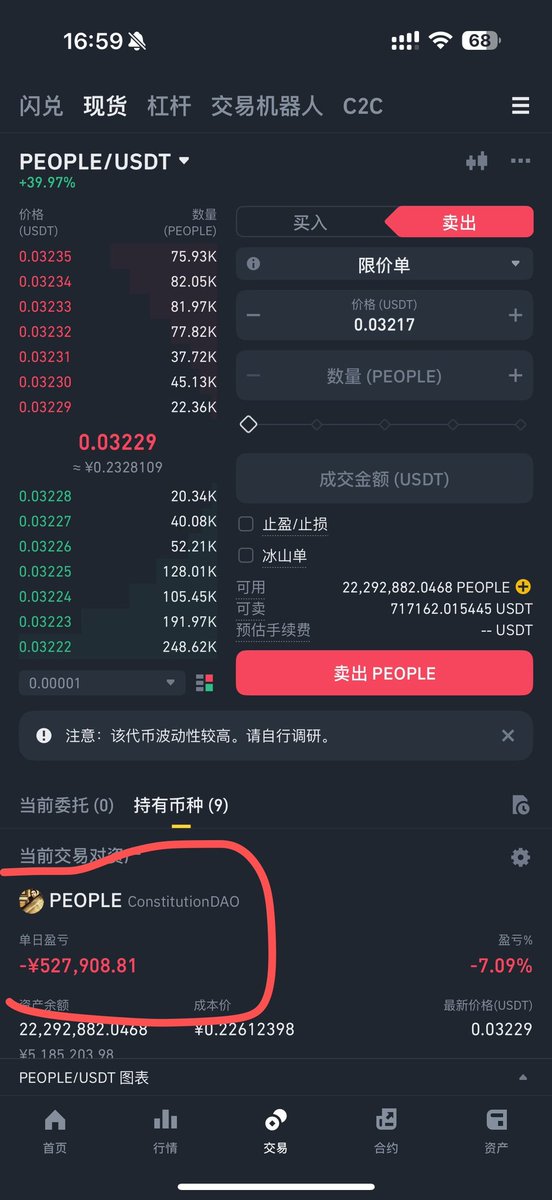 16:59 68
闪兑 现货 杠杆 交易机器人 C2C
PEOPLE/USDT
+39.97%
价格 (USDT) 数量 (PEOPLE)
0.03235 75.93K
0.03234 82.05K
0.03233 81.97K
0.03232 77.82K
0.03231 37.72K
0.03230 45.13K
0.03229 22.36K
0.03229
≈ ¥0.2328109
0.03228 20.34K
0.03227 40.08K
0.03226 52.21K
0.03225 128.01K
0.03224 105.45K
0.03223 191.97K
0.03222 248.62K
0.00001
买入 卖出
限价单
价格 (USDT)
0.03217
数量 (PEOPLE)
成交金额 (USDT)
止盈/止损
冰山单
可用 22,292,882.0468 PEOPLE
可卖 717162.015445 USDT
预估手续费 -- USDT
卖出 PEOPLE
注意：该代币波动性较高。请自行调研。
当前委托 (0) 持有币种 (9)
当前交易对资产
PEOPLE ConstitutionDAO
单日盈亏 盈亏%
-¥527,908.81 -7.09%
资产余额 成本价 最新价格(USDT)
22,292,882.0468 ¥0.22612398 0.03229
¥5,185,203.98
PEOPLE/USDT 图表
首页 行情 交易 合约 资产